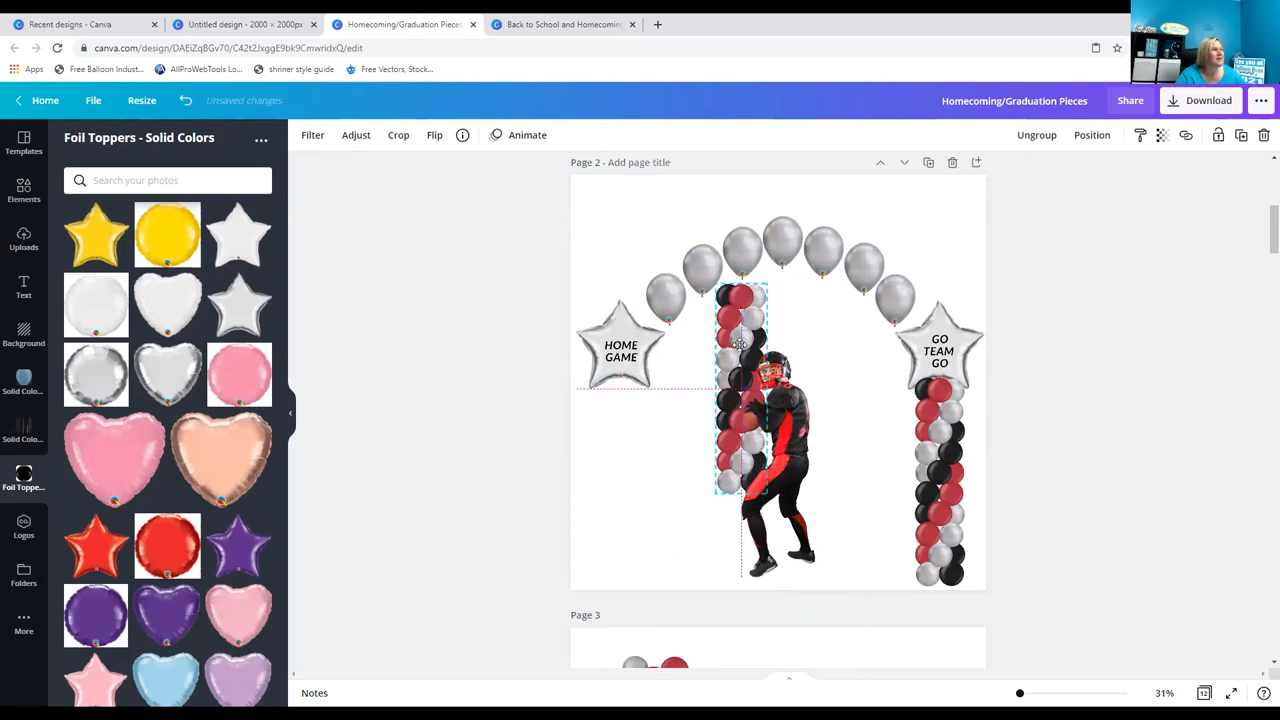 Recent designs - Canva
Untitled design - 2000 × 2000px
Homecoming/Graduation Pieces
Back to School and Homecoming
canva.com/design/DAEiZqBGv70/C42t2JxggE9bk9CmwridxQ/edit
Apps
Free Balloon Indust...
AllProWebTools Lo...
shriner style guide
Free Vectors, Stock...
Home
File
Resize
Unsaved changes
Homecoming/Graduation Pieces
Share
Download
Templates
Elements
Uploads
Text
Background
Solid Colo...
Solid Colo...
Foil Toppe...
Logos
Folders
More
Foil Toppers - Solid Colors
Search your photos
Filter
Adjust
Crop
Flip
Animate
Ungroup
Position
Page 2 - Add page title
HOME
GAME
GO
TEAM
GO
Page 3
Notes
31%
12